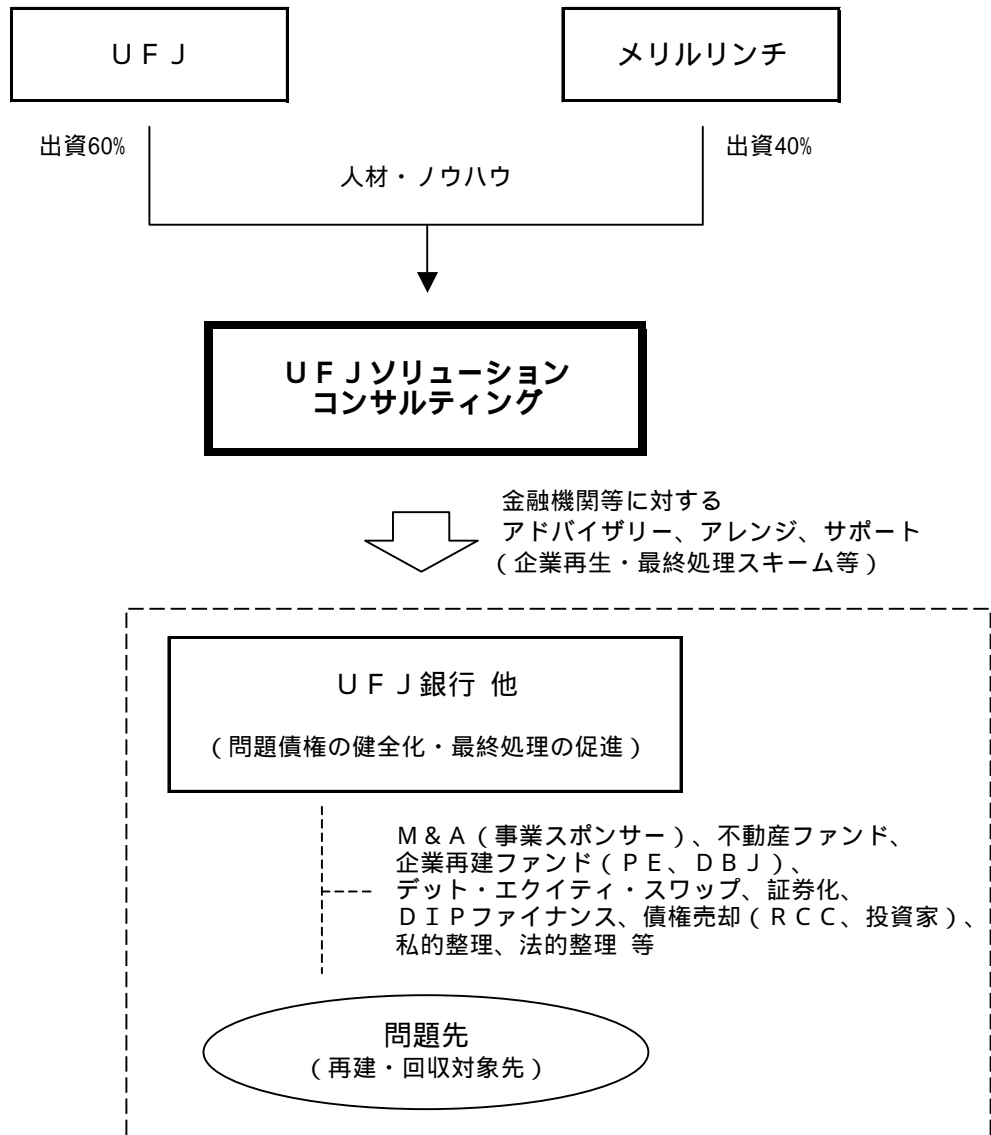 ＵＦＪ
メリルリンチ
出資60%
出資40%
人材・ノウハウ
ＵＦＪソリューション
コンサルティング
金融機関等に対する
アドバイザリー、アレンジ、サポート
（企業再生・最終処理スキーム等）
ＵＦＪ銀行 他
（問題債権の健全化・最終処理の促進）
Ｍ＆Ａ（事業スポンサー）、不動産ファンド、
企業再建ファンド（ＰＥ、ＤＢＪ）、
デット・エクイティ・スワップ、証券化、
ＤＩＰファイナンス、債権売却（ＲＣＣ、投資家）、
私的整理、法的整理 等
問題先
（再建・回収対象先）